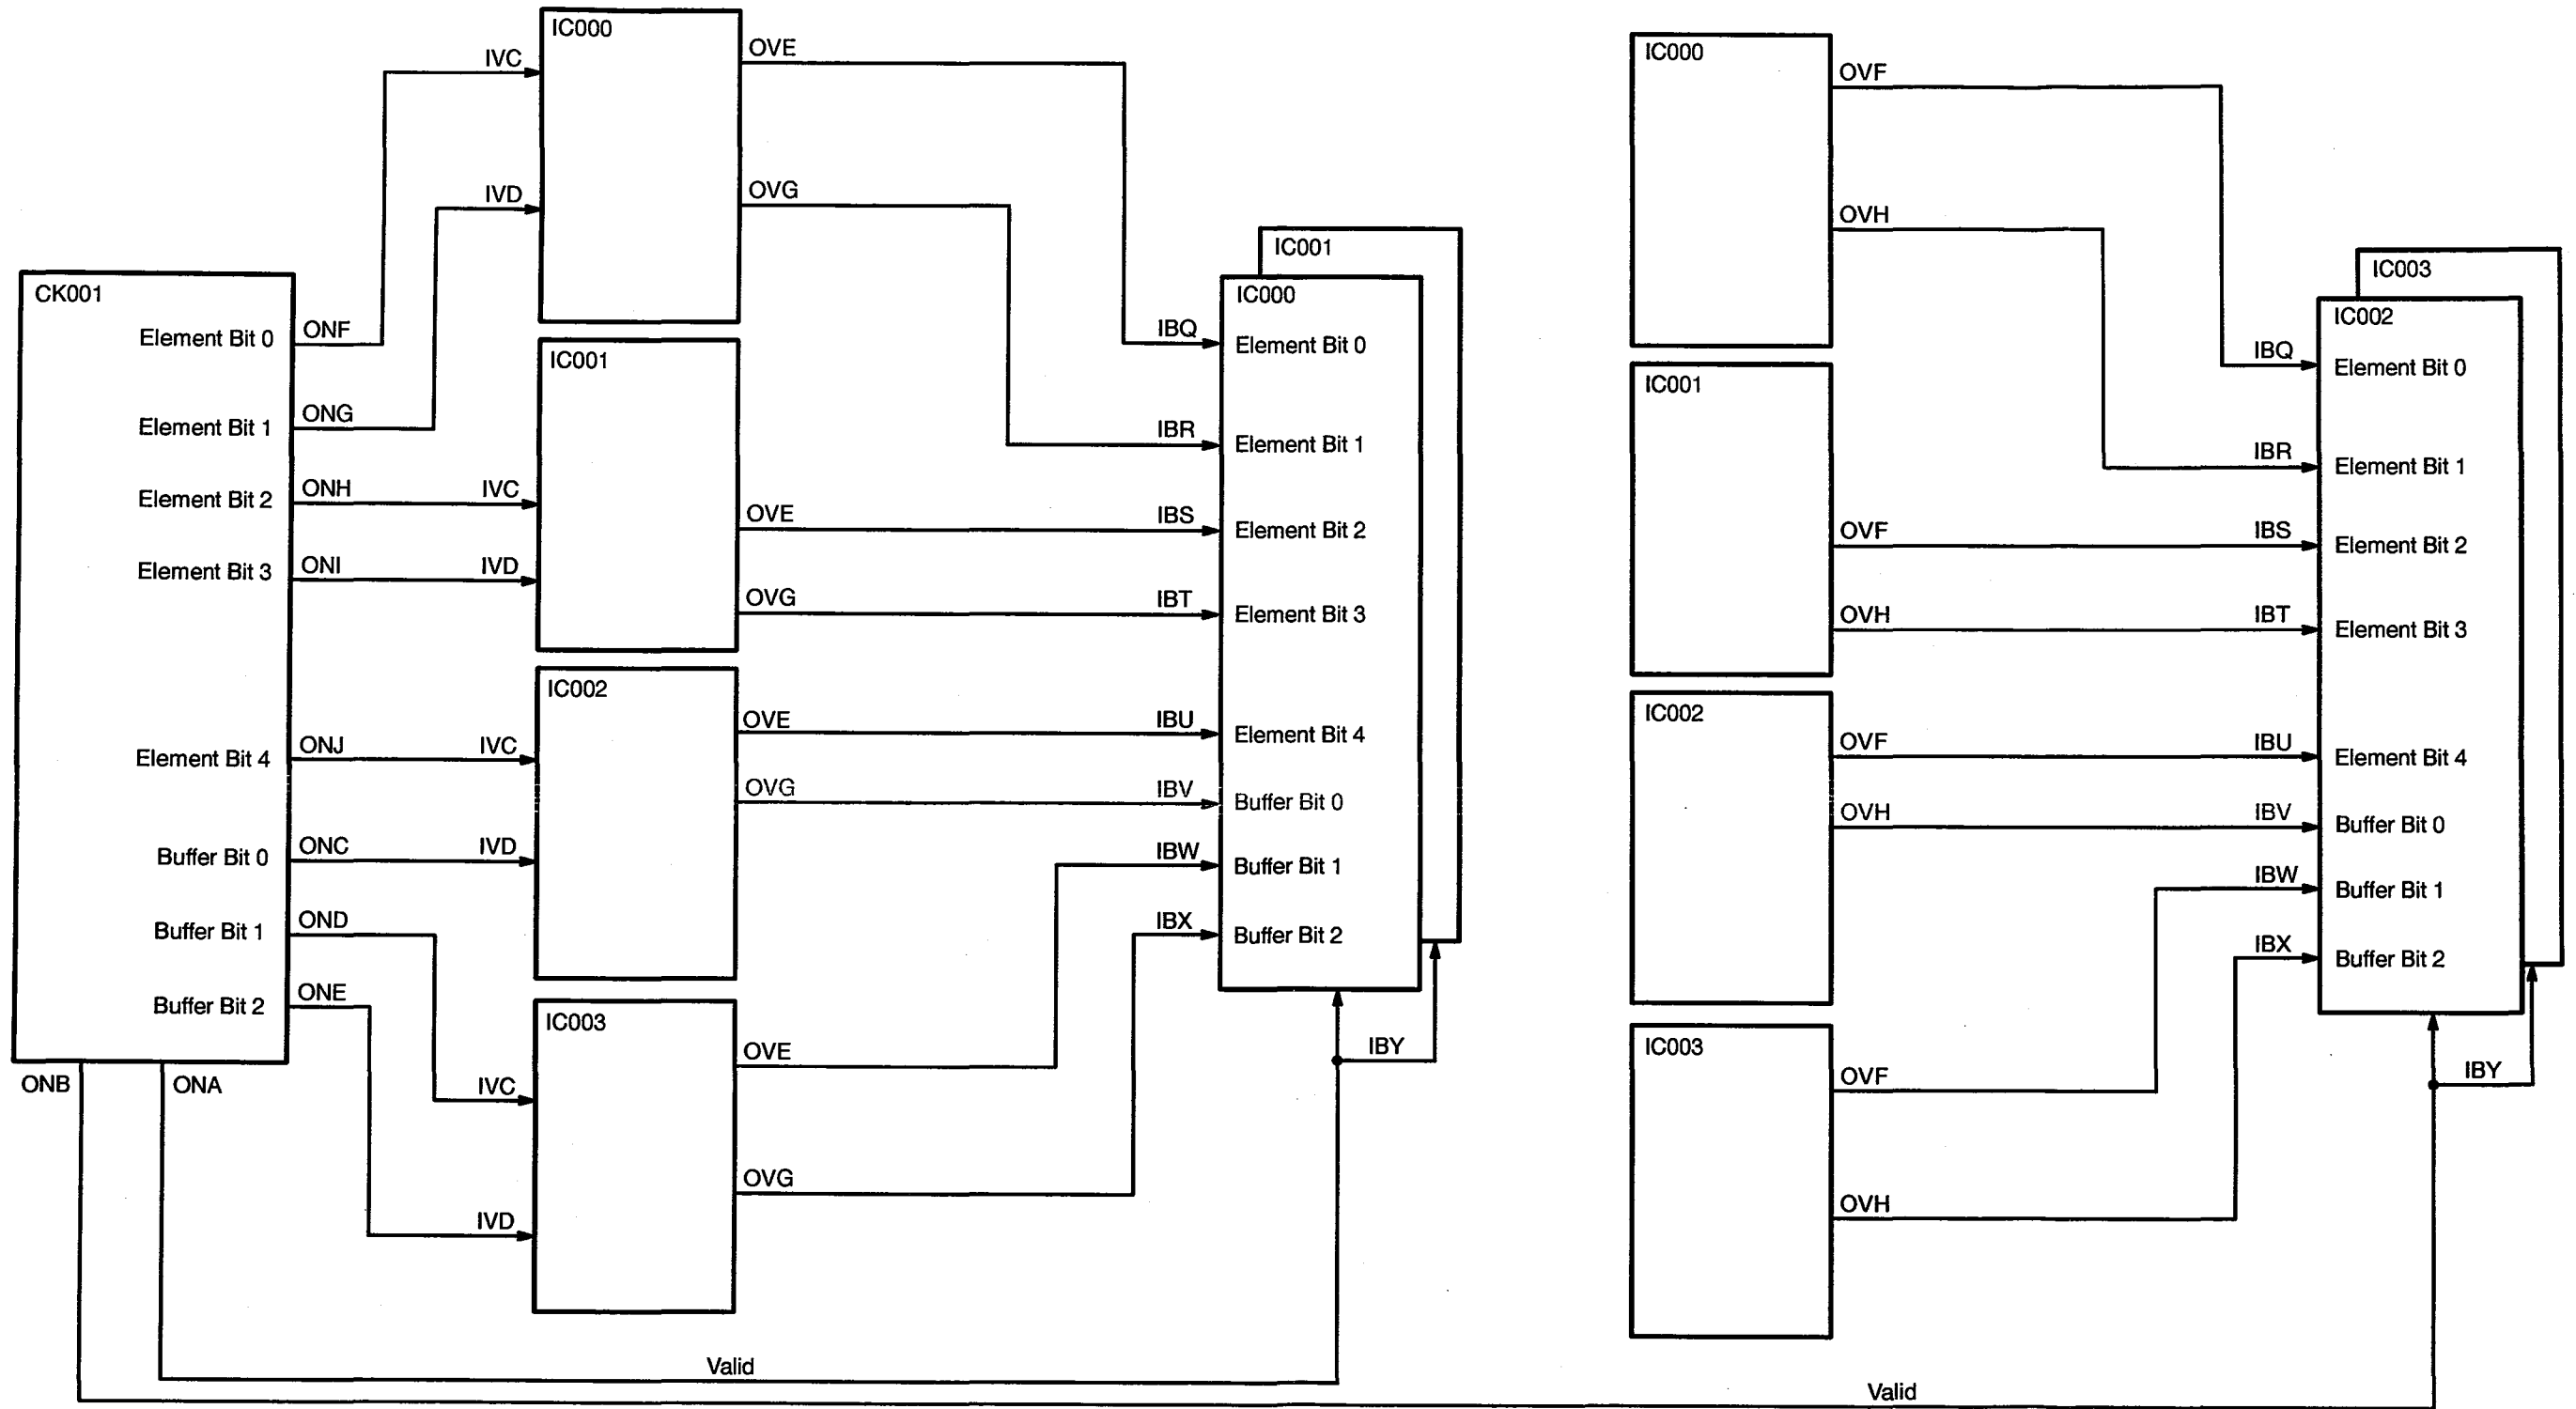 CK001
Element Bit 0
ONF
Element Bit 1
ONG
Element Bit 2
ONH
Element Bit 3
ONI
Element Bit 4
ONJ
Buffer Bit 0
ONC
Buffer Bit 1
OND
Buffer Bit 2
ONE
ONB
ONA
IC000
IVC
IVD
OVE
OVG
IC001
IVC
IVD
OVE
OVG
IC002
IVC
IVD
OVE
OVG
IC003
IVC
IVD
OVE
OVG
IC001
IC000
IBQ
Element Bit 0
IBR
Element Bit 1
IBS
Element Bit 2
IBT
Element Bit 3
IBU
Element Bit 4
IBV
Buffer Bit 0
IBW
Buffer Bit 1
IBX
Buffer Bit 2
IBY
Valid
IC000
OVF
OVH
IC001
OVF
OVH
IC002
OVF
OVH
IC003
OVF
OVH
IC003
IC002
IBQ
Element Bit 0
IBR
Element Bit 1
IBS
Element Bit 2
IBT
Element Bit 3
IBU
Element Bit 4
IBV
Buffer Bit 0
IBW
Buffer Bit 1
IBX
Buffer Bit 2
IBY
Valid